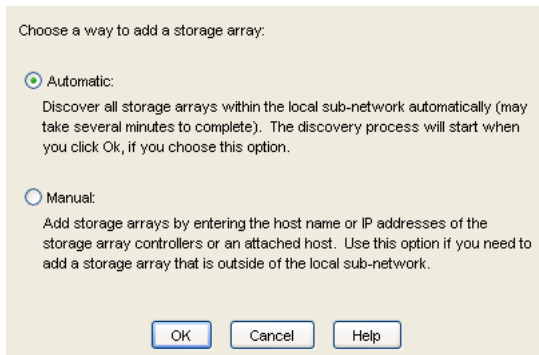 Choose a way to add a storage array:
Automatic:
Discover all storage arrays within the local sub-network automatically (may
take several minutes to complete). The discovery process will start when
you click Ok, if you choose this option.
Manual:
Add storage arrays by entering the host name or IP addresses of the
storage array controllers or an attached host. Use this option if you need to
add a storage array that is outside of the local sub-network.
OK Cancel Help